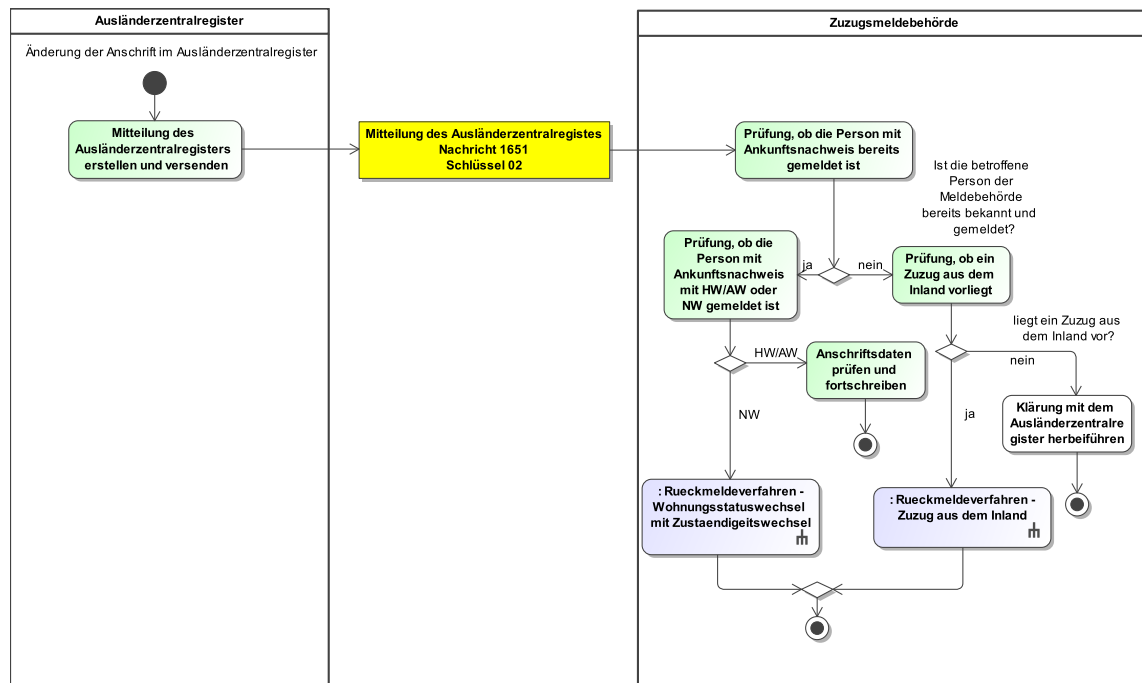 Ausländerzentralregister
Änderung der Anschrift im Ausländerzentralregister
Mitteilung des
Ausländerzentralregisters
erstellen und versenden
Mitteilung des Ausländerzentralregistes
Nachricht 1651
Schlüssel 02
Zuzugsmeldebehörde
Prüfung, ob die Person mit
Ankunftsnachweis bereits
gemeldet ist
Ist die betroffene
Person der
Meldebehörde
bereits bekannt und
gemeldet?
ja
nein
Prüfung, ob die
Person mit
Ankunftsnachweis
mit HW/AW oder
NW gemeldet ist
Prüfung, ob ein
Zuzug aus dem
Inland vorliegt
liegt ein Zuzug aus
dem Inland vor?
HW/AW
Anschriftsdaten
prüfen und
fortschreiben
nein
NW
ja
Klärung mit dem
Ausländerzentralre
gister herbeiführen
: Rueckmeldeverfahren -
Wohnungsstatuswechsel
mit Zustaendigeitswechsel
: Rueckmeldeverfahren -
Zuzug aus dem Inland